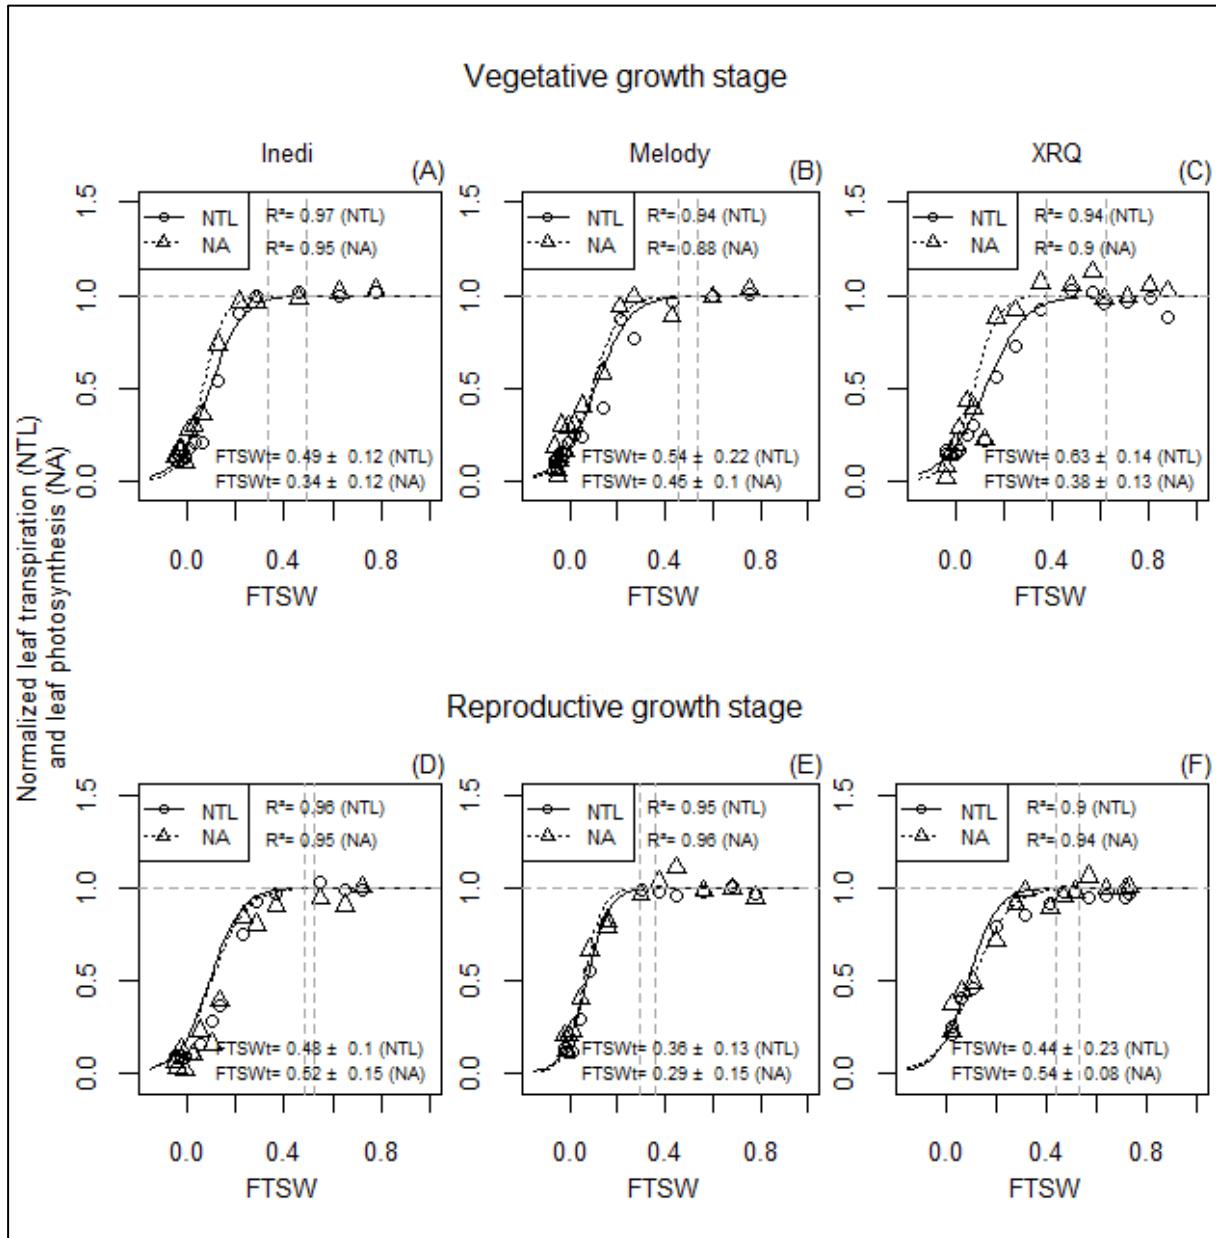 Vegetative growth stage
Inedi
(A)
NTL
NA
R²= 0.97 (NTL)
R²= 0.95 (NA)
FTSWt= 0.49 ± 0.12 (NTL)
FTSWt= 0.34 ± 0.12 (NA)
0.0
0.5
1.0
1.5
0.0 0.4 0.8
FTSW
Melody
(B)
NTL
NA
R²= 0.94 (NTL)
R²= 0.88 (NA)
FTSWt= 0.54 ± 0.22 (NTL)
FTSWt= 0.45 ± 0.1 (NA)
0.0
0.5
1.0
1.5
0.0 0.4 0.8
FTSW
XRQ
(C)
NTL
NA
R²= 0.94 (NTL)
R²= 0.9 (NA)
FTSWt= 0.63 ± 0.14 (NTL)
FTSWt= 0.38 ± 0.13 (NA)
0.0
0.5
1.0
1.5
0.0 0.4 0.8
FTSW
Normalized leaf transpiration (NTL)
and leaf photosynthesis (NA)
Reproductive growth stage
(D)
NTL
NA
R²= 0.96 (NTL)
R²= 0.95 (NA)
FTSWt= 0.48 ± 0.1 (NTL)
FTSWt= 0.52 ± 0.15 (NA)
0.0
0.5
1.0
1.5
0.0 0.4 0.8
FTSW
(E)
NTL
NA
R²= 0.95 (NTL)
R²= 0.96 (NA)
FTSWt= 0.36 ± 0.13 (NTL)
FTSWt= 0.29 ± 0.15 (NA)
0.0
0.5
1.0
1.5
0.0 0.4 0.8
FTSW
(F)
NTL
NA
R²= 0.9 (NTL)
R²= 0.94 (NA)
FTSWt= 0.44 ± 0.23 (NTL)
FTSWt= 0.54 ± 0.08 (NA)
0.0
0.5
1.0
1.5
0.0 0.4 0.8
FTSW